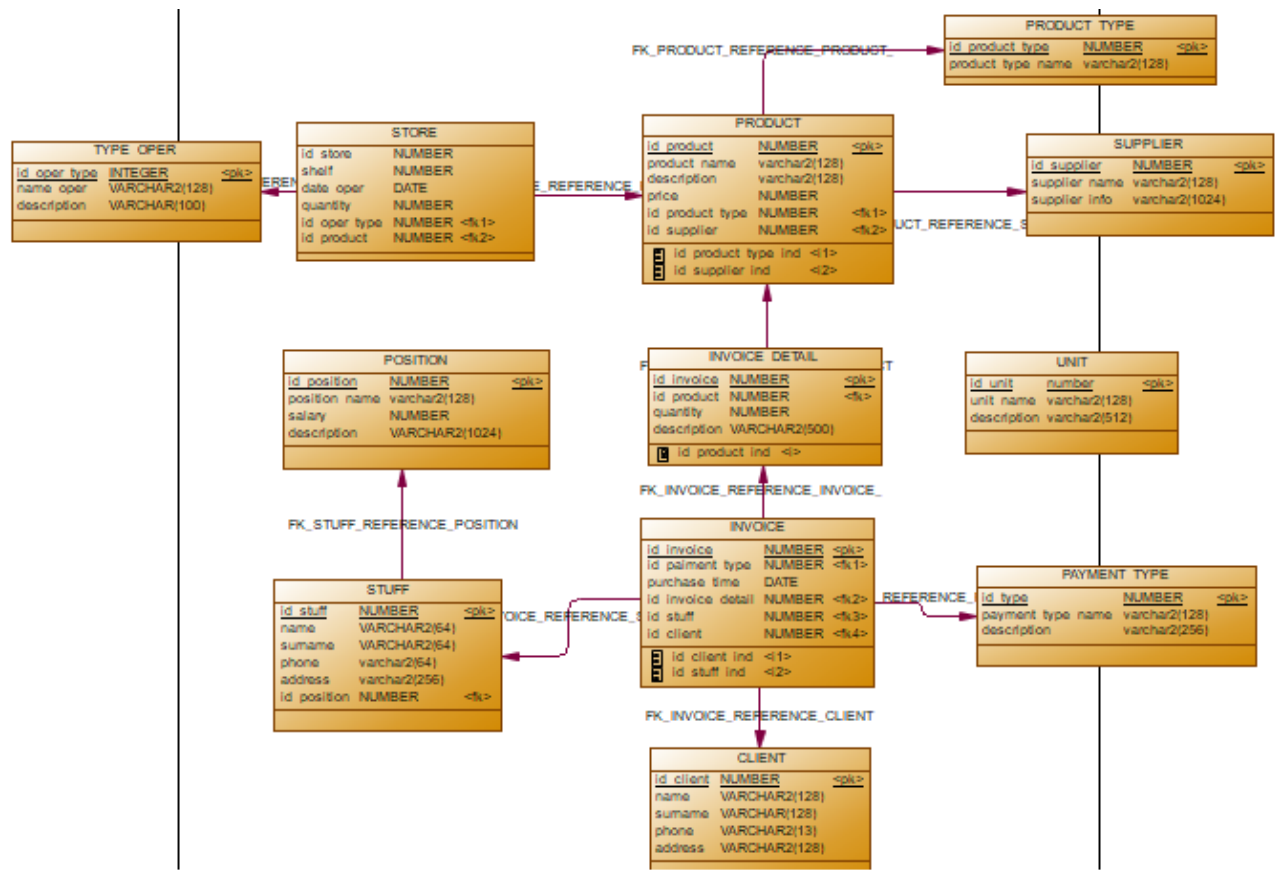 PRODUCT TYPE
id product type NUMBER <pk>
product type name varchar2(128)
FK_PRODUCT_REFERENCE_PRODUCT_
STORE
id store NUMBER
shelf NUMBER
date oper DATE
quantity NUMBER
id oper type NUMBER <fk1>
id product NUMBER <fk2>
PRODUCT
id product NUMBER <pk>
product name varchar2(128)
description varchar2(128)
price NUMBER
id product type NUMBER <fk1>
id supplier NUMBER <fk2>
id product type ind <i1>
id supplier ind <i2>
TYPE OPER
id oper type INTEGER <pk>
name oper VARCHAR2(128)
description VARCHAR(100)
SUPPLIER
id supplier NUMBER <pk>
supplier name varchar2(128)
supplier info varchar2(1024)
EREN
E_REFERENCE_
UCT_REFERENCE_S
POSITION
id position NUMBER <pk>
position name varchar2(128)
salary NUMBER
description VARCHAR2(1024)
INVOICE DETAIL
id invoice NUMBER <pk>
id product NUMBER <fk>
quantity NUMBER
description VARCHAR2(500)
id product ind <i>
UNIT
id unit number <pk>
unit name varchar2(128)
description varchar2(512)
FK_INVOICE_REFERENCE_INVOICE_
FK_STUFF_REFERENCE_POSITION
INVOICE
id invoice NUMBER <pk>
id paiment type NUMBER <fk1>
purchase time DATE
id invoice detail NUMBER <fk2>
id stuff NUMBER <fk3>
id client NUMBER <fk4>
id client ind <i1>
id stuff ind <i2>
STUFF
id stuff NUMBER <pk>
name VARCHAR2(64)
surname VARCHAR2(64)
phone varchar2(64)
address varchar2(256)
id position NUMBER <fk>
OICE_REFERENCE_S
REFERENCE_
PAYMENT TYPE
id type NUMBER <pk>
payment type name varchar2(128)
description varchar2(256)
FK_INVOICE_REFERENCE_CLIENT
CLIENT
id client NUMBER <pk>
name VARCHAR2(128)
surname VARCHAR(128)
phone VARCHAR2(13)
address VARCHAR2(128)